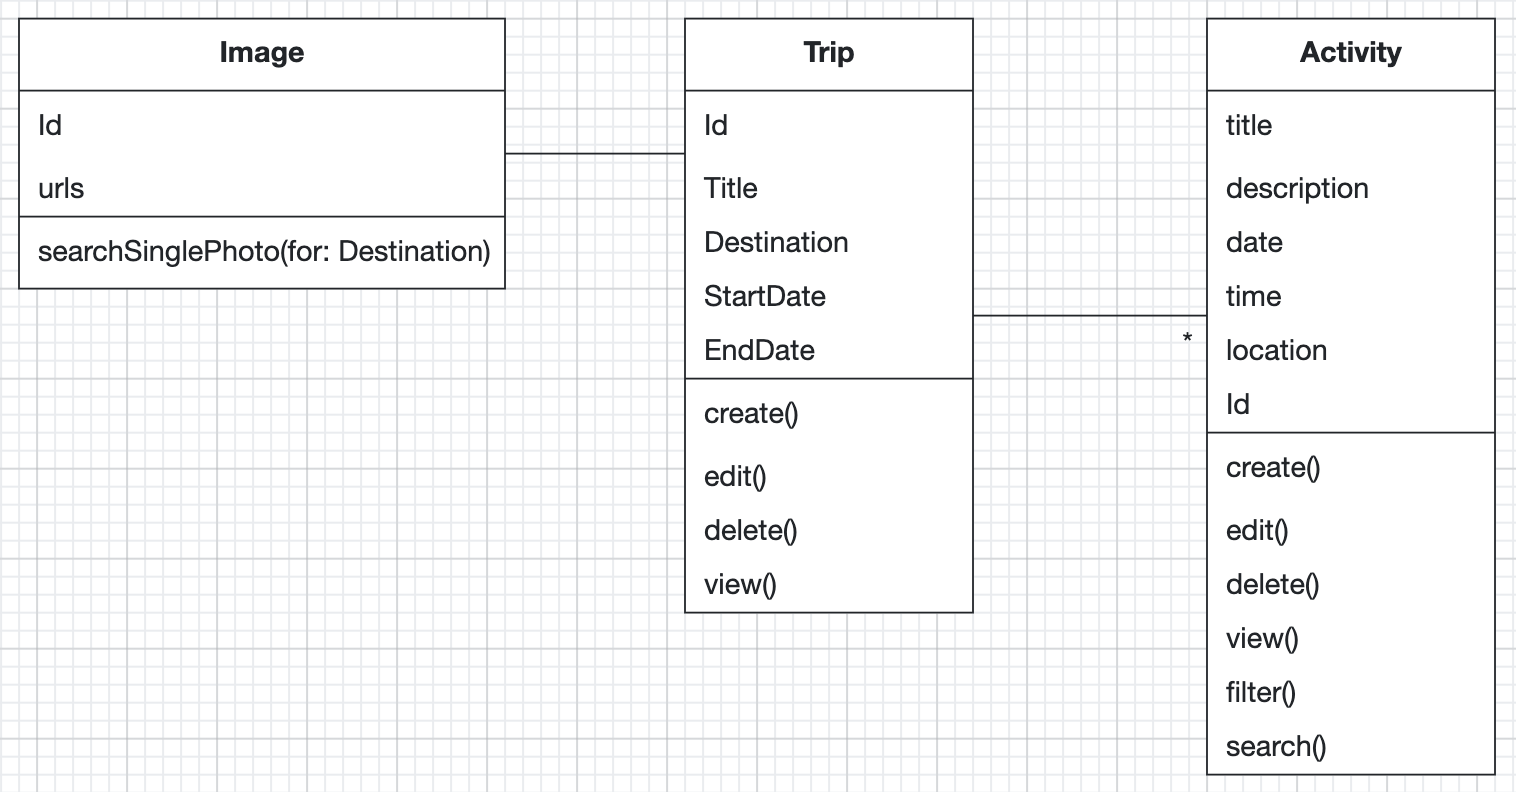 Image
Id
urls
searchSinglePhoto(for: Destination)
Trip
Id
Title
Destination
StartDate
EndDate
create()
edit()
delete()
view()
*
Activity
title
description
date
time
location
Id
create()
edit()
delete()
view()
filter()
search()